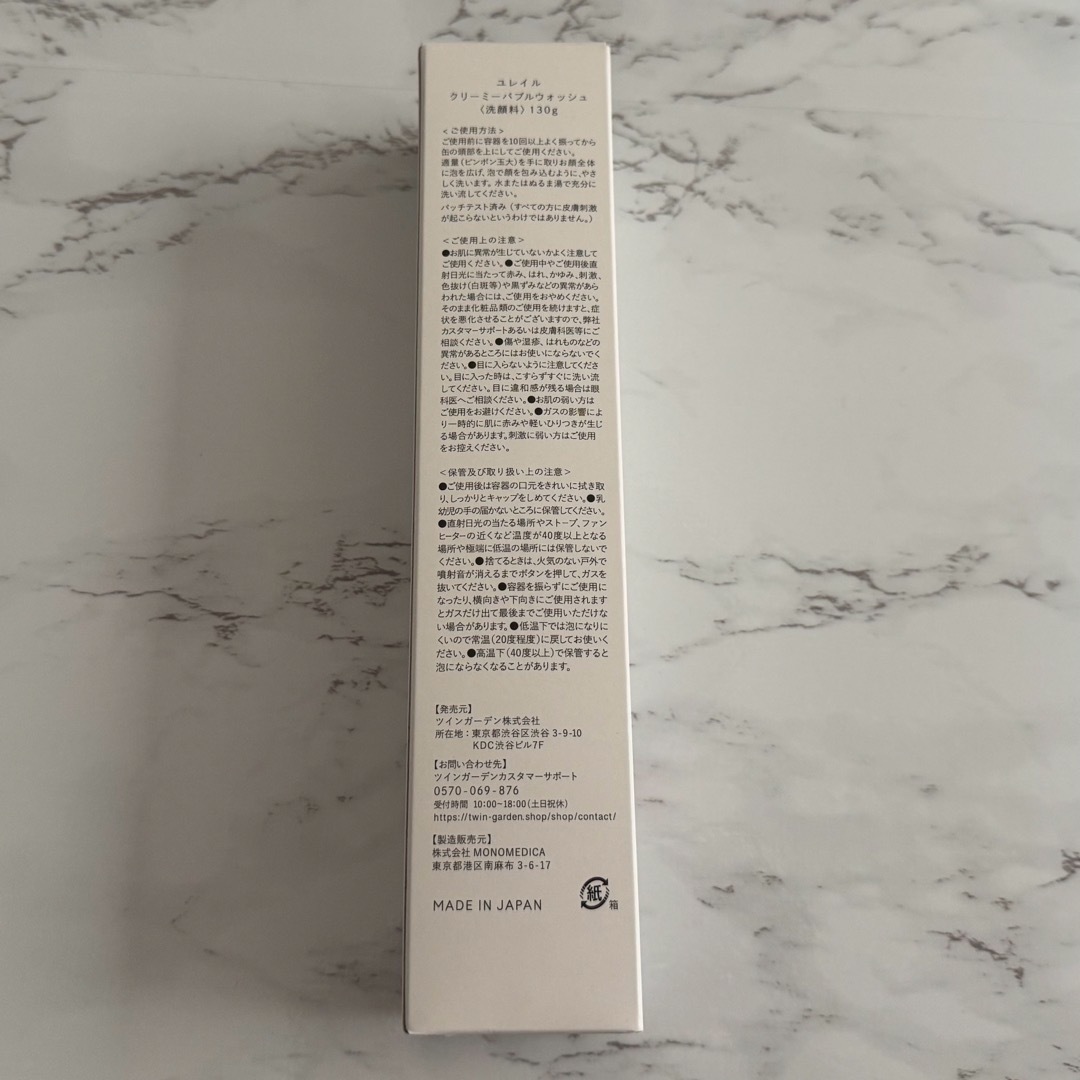 ユレイル
クリーミーバブルウォッシュ
〈洗顔料〉130g
＜ご使用方法＞
ご使用前に容器を10回以上よく振ってから
缶の頭部を上にしてご使用ください。
適量（ピンポン玉大）を手に取りお顔全体
に泡を広げ、泡で顔を包み込むように、やさ
しく洗います。水またはぬるま湯で充分に
洗い流してください。
パッチテスト済み（すべての方に皮膚刺激
が起こらないというわけではありません。）
＜ご使用上の注意＞
●お肌に異常が生じていないかよく注意して
ご使用ください。●ご使用中やご使用後直
射日光に当たって赤み、はれ、かゆみ、刺激、
色抜け（白斑等）や黒ずみなどの異常があら
われた場合には、ご使用をおやめください。
そのまま化粧品類のご使用を続けますと、症
状を悪化させることがございますので、弊社
カスタマーサポートあるいは皮膚科医等にご
相談ください。●傷や湿疹、はれものなどの
異常があるところにはお使いにならないでく
ださい。●目に入らないように注意してくださ
い。目に入った時は、こすらずすぐに洗い流
してください。目に違和感が残る場合は眼
科医へご相談ください。●お肌の弱い方は
ご使用をお避けください。●ガスの影響によ
り一時的に肌に赤みや軽いひりつきが生じ
る場合があります。刺激に弱い方はご使用
をお控えください。
＜保管及び取り扱い上の注意＞
●ご使用後は容器の口元をきれいに拭き取
り、しっかりとキャップをしめてください。●乳
幼児の手の届かないところに保管してください。
●直射日光の当たる場所やストーブ、ファン
ヒーターの近くなど温度が40度以上となる
場所や極端に低温の場所には保管しないで
ください。●捨てるときは、火気のない戸外で
噴射音が消えるまでボタンを押して、ガスを
抜いてください。●容器を振らずにご使用に
なったり、横向きや下向きにご使用されます
とガスだけ出て最後までご使用いただけな
い場合があります。●低温下では泡になりに
くいので常温（20度程度）に戻してお使いく
ださい。●高温下（40度以上）で保管すると
泡にならなくなることがあります。
【発売元】
ツインガーデン株式会社
所在地：東京都渋谷区渋谷 3-9-10
KDC渋谷ビル7F
【お問い合わせ先】
ツインガーデンカスタマーサポート
0570-069-876
受付時間 10:00~18:00（土日祝休）
https://twin-garden.shop/shop/contact/
【製造販売元】
株式会社 MONOMEDICA
東京都港区南麻布 3-6-17
MADE IN JAPAN
紙
箱